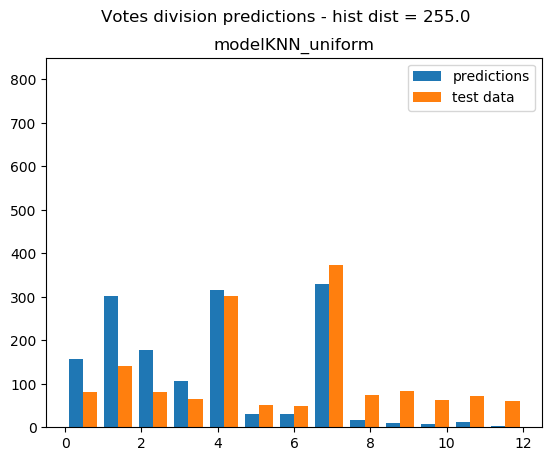 Votes division predictions - hist dist = 255.0
modelKNN_uniform
predictions
test data
800
700
600
500
400
300
200
100
0
0 2 4 6 8 10 12